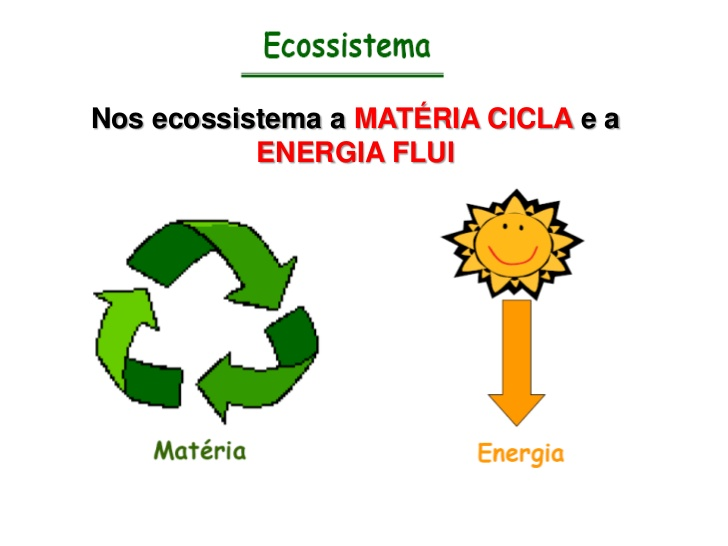 Ecossistema
Nos ecossistema a MATÉRIA CICLA e a
ENERGIA FLUI
Matéria
Energia